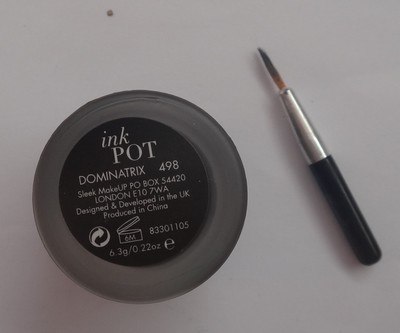 ink
POT
DOMINATRIX 498
Sleek MakeUP PO BOX 54420
LONDON E10 7WA
Designed & Developed in the UK
Produced in China
6M 83301105
6.3g/0.22oz e